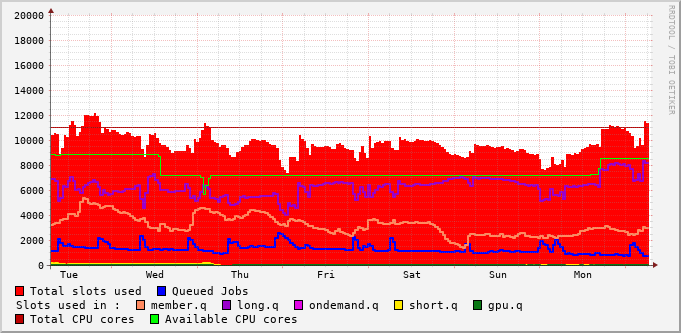 RRDTOOL / TOBI OETIKER
20000
18000
16000
14000
12000
10000
8000
6000
4000
2000
0
Tue Wed Thu Fri Sat Sun Mon
Total slots used Queued Jobs
Slots used in : member.q long.q ondemand.q short.q gpu.q
Total CPU cores Available CPU cores